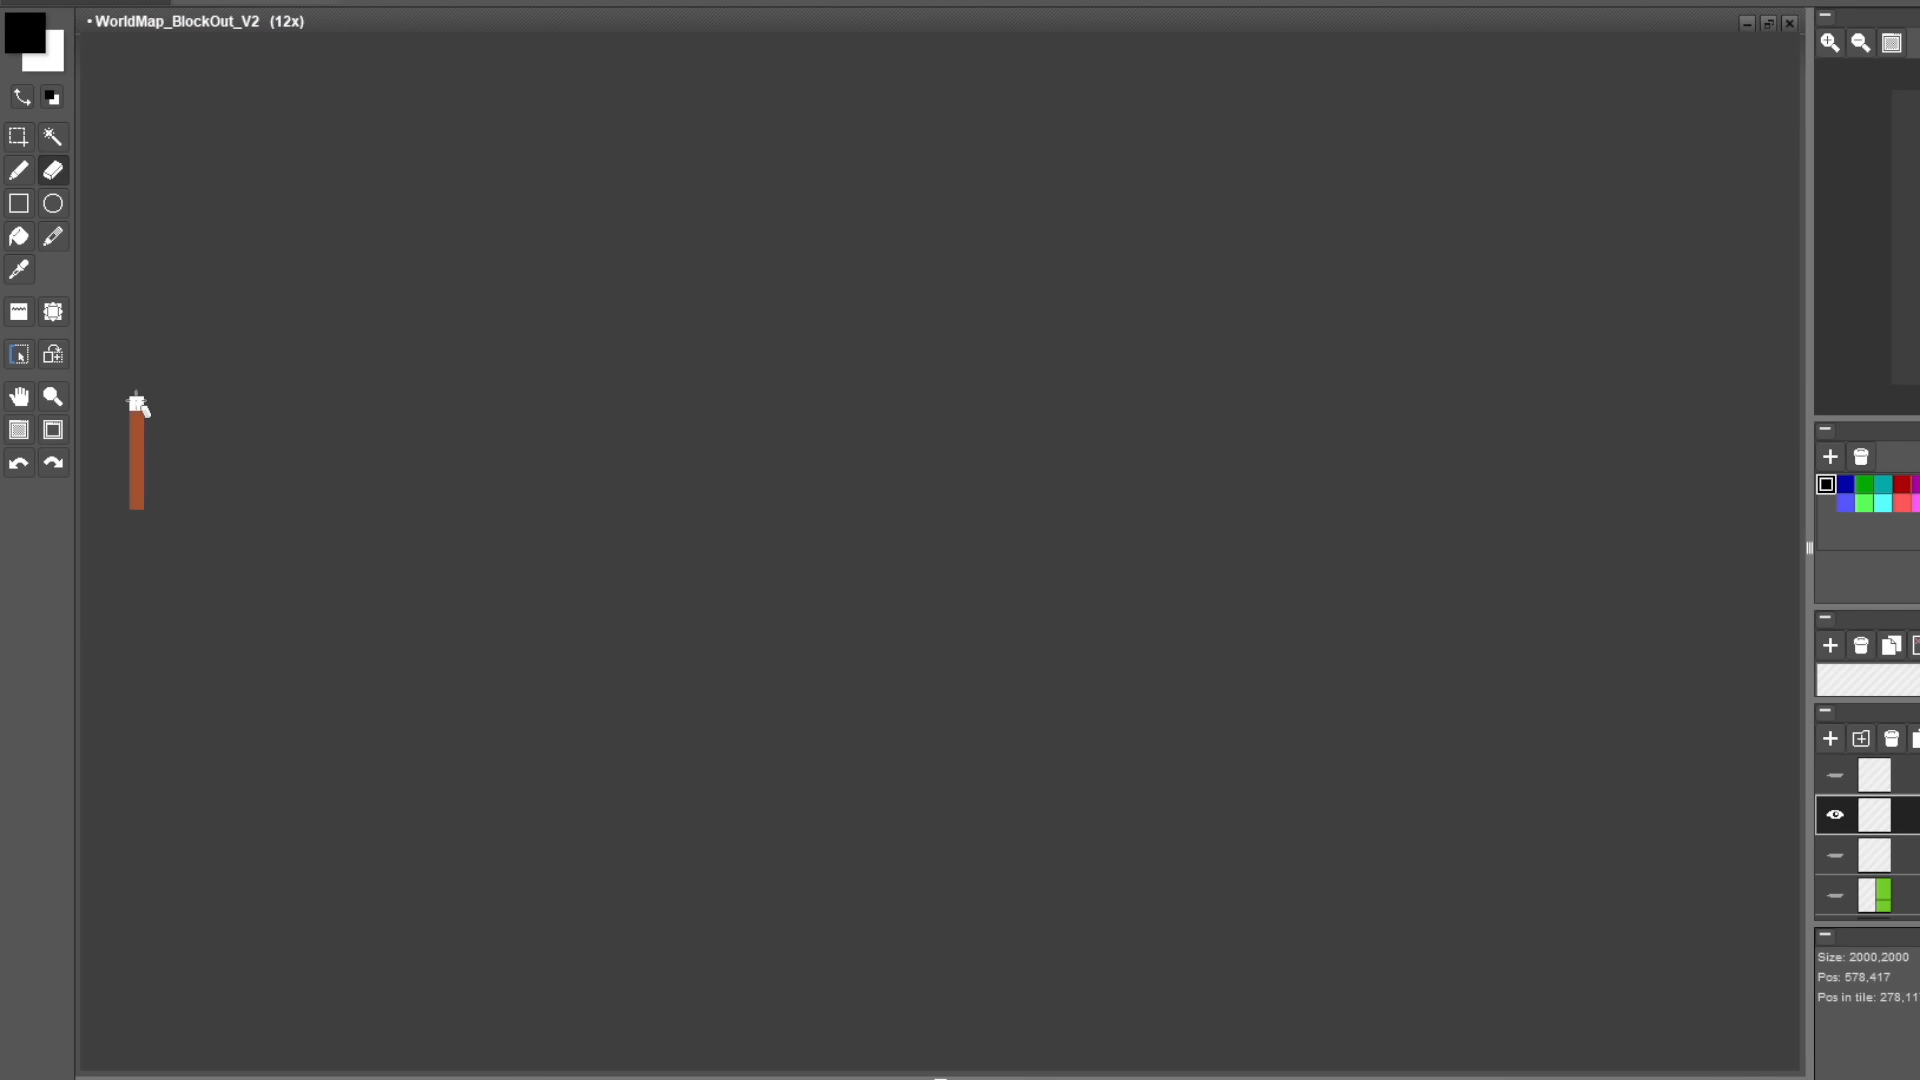 • WorldMap_BlockOut_V2 (12x)
Size: 2000,2000
Pos: 578,417
Pos in tile: 278,11